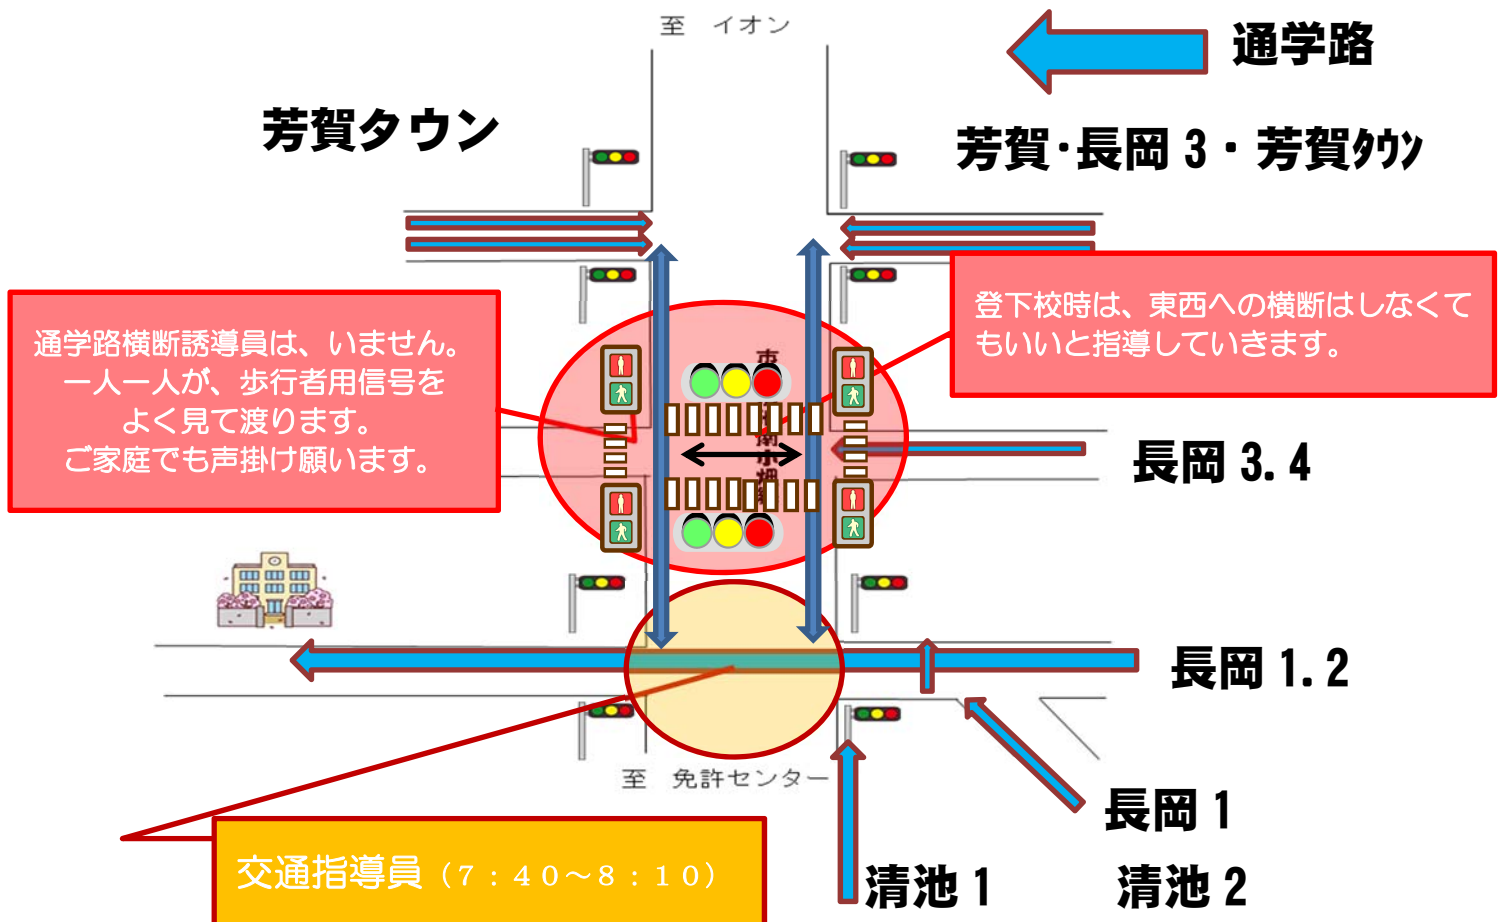 至 イオン
通学路
芳賀タウン
芳賀・長岡3・芳賀ﾀｳﾝ
登下校時は、東西への横断はしなくて
もいいと指導していきます。
通学路横断誘導員は、いません。
一人一人が、歩行者用信号を
よく見て渡ります。
ご家庭でも声掛け願います。
長岡3.4
長岡1.2
至 免許センター
長岡1
交通指導員（7：40～8：10）
清池1
清池2